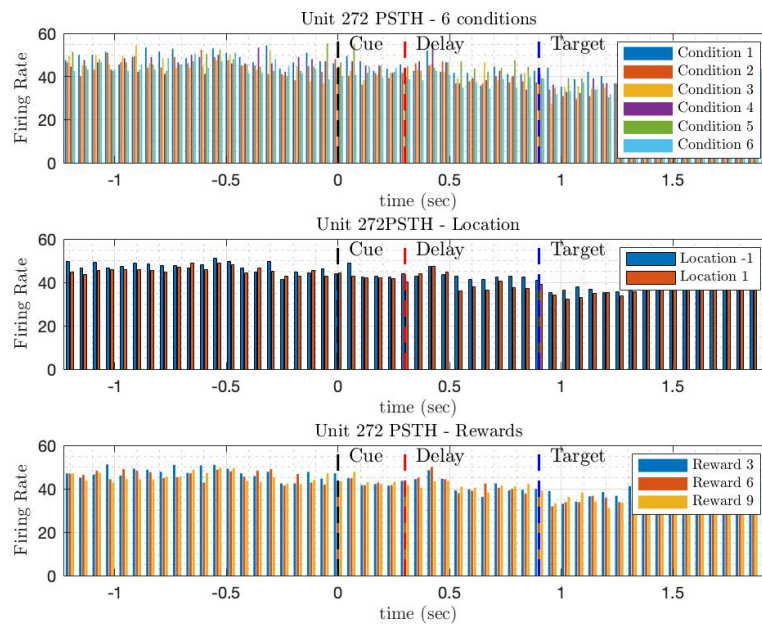 Unit 272 PSTH - 6 conditions
Cue Delay Target
Firing Rate
60
40
20
0
-1 -0.5 0 0.5 1 1.5
time (sec)
Condition 1
Condition 2
Condition 3
Condition 4
Condition 5
Condition 6
Unit 272PSTH - Location
Cue Delay Target
Firing Rate
60
40
20
0
-1 -0.5 0 0.5 1 1.5
time (sec)
Location -1
Location 1
Unit 272 PSTH - Rewards
Cue Delay Target
Firing Rate
60
40
20
0
-1 -0.5 0 0.5 1 1.5
time (sec)
Reward 3
Reward 6
Reward 9